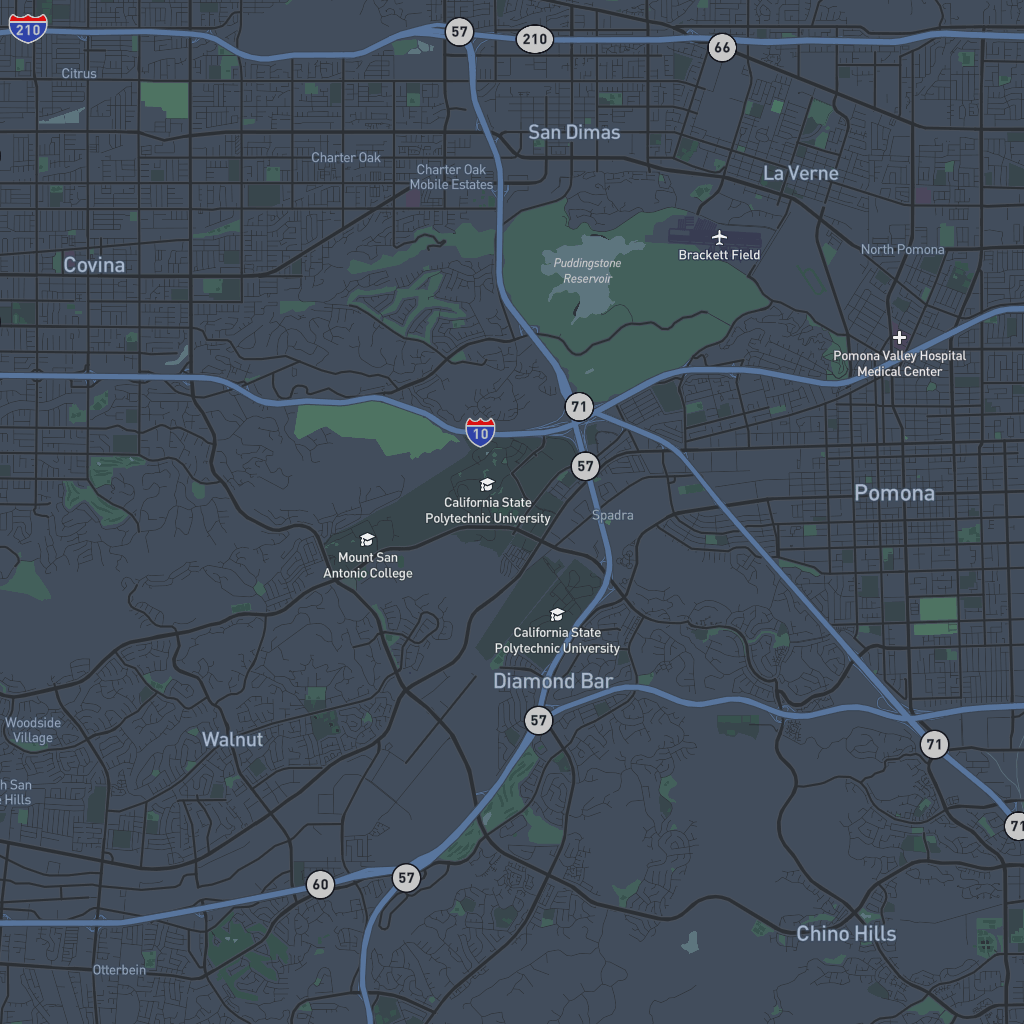 210
57
210
66
Citrus
San Dimas
Charter Oak
Charter Oak
Mobile Estates
La Verne
Brackett Field
North Pomona
Covina
Puddingstone
Reservoir
Pomona Valley Hospital
Medical Center
71
10
57
California State
Polytechnic University
Pomona
Spadra
Mount San
Antonio College
California State
Polytechnic University
Diamond Bar
57
Woodside
Village
Walnut
71
h San
Hills
71
60
57
Chino Hills
Otterbein